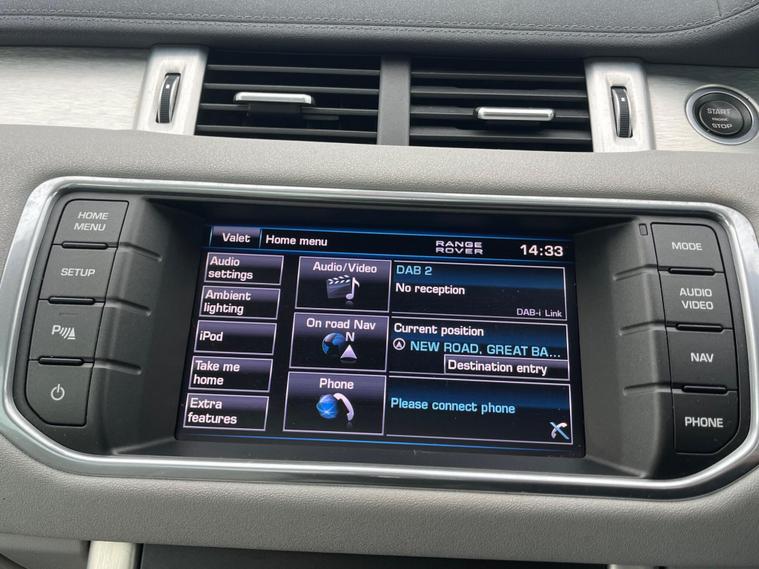 START
ENGINE
STOP
HOME
MENU
SETUP
P
MODE
AUDIO
VIDEO
NAV
PHONE
Valet
Home menu
RANGE
ROVER
14:33
Audio
settings
Ambient
lighting
iPod
Take me
home
Extra
features
Audio/Video
DAB 2
No reception
DAB-i Link
On road Nav
N
Current position
NEW ROAD, GREAT BA...
Destination entry
Phone
Please connect phone